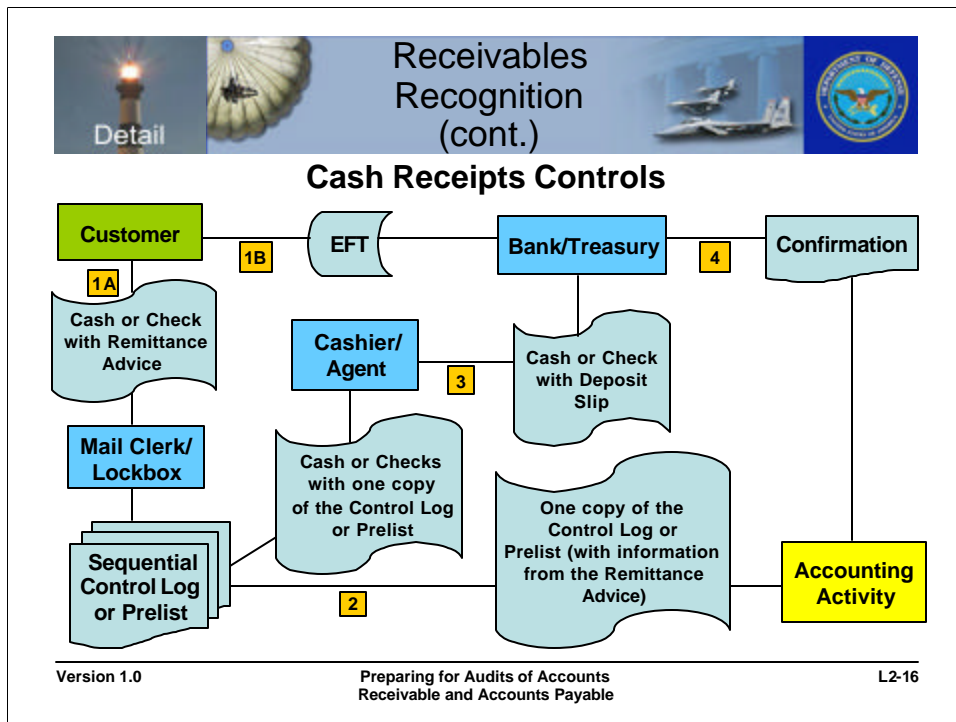 Detail
Receivables
Recognition
(cont.)
Cash Receipts Controls
Customer
1B
EFT
Bank/Treasury
4
Confirmation
1A
Cash or Check
with Remittance
Advice
Cashier/
Agent
3
Cash or Check
with Deposit
Slip
Mail Clerk/
Lockbox
Cash or Checks
with one copy
of the Control Log
or Prelist
One copy of the
Control Log or
Prelist (with information
from the Remittance
Advice)
Sequential
Control Log
or Prelist
2
Accounting
Activity
Version 1.0
Preparing for Audits of Accounts
Receivable and Accounts Payable
L2-16